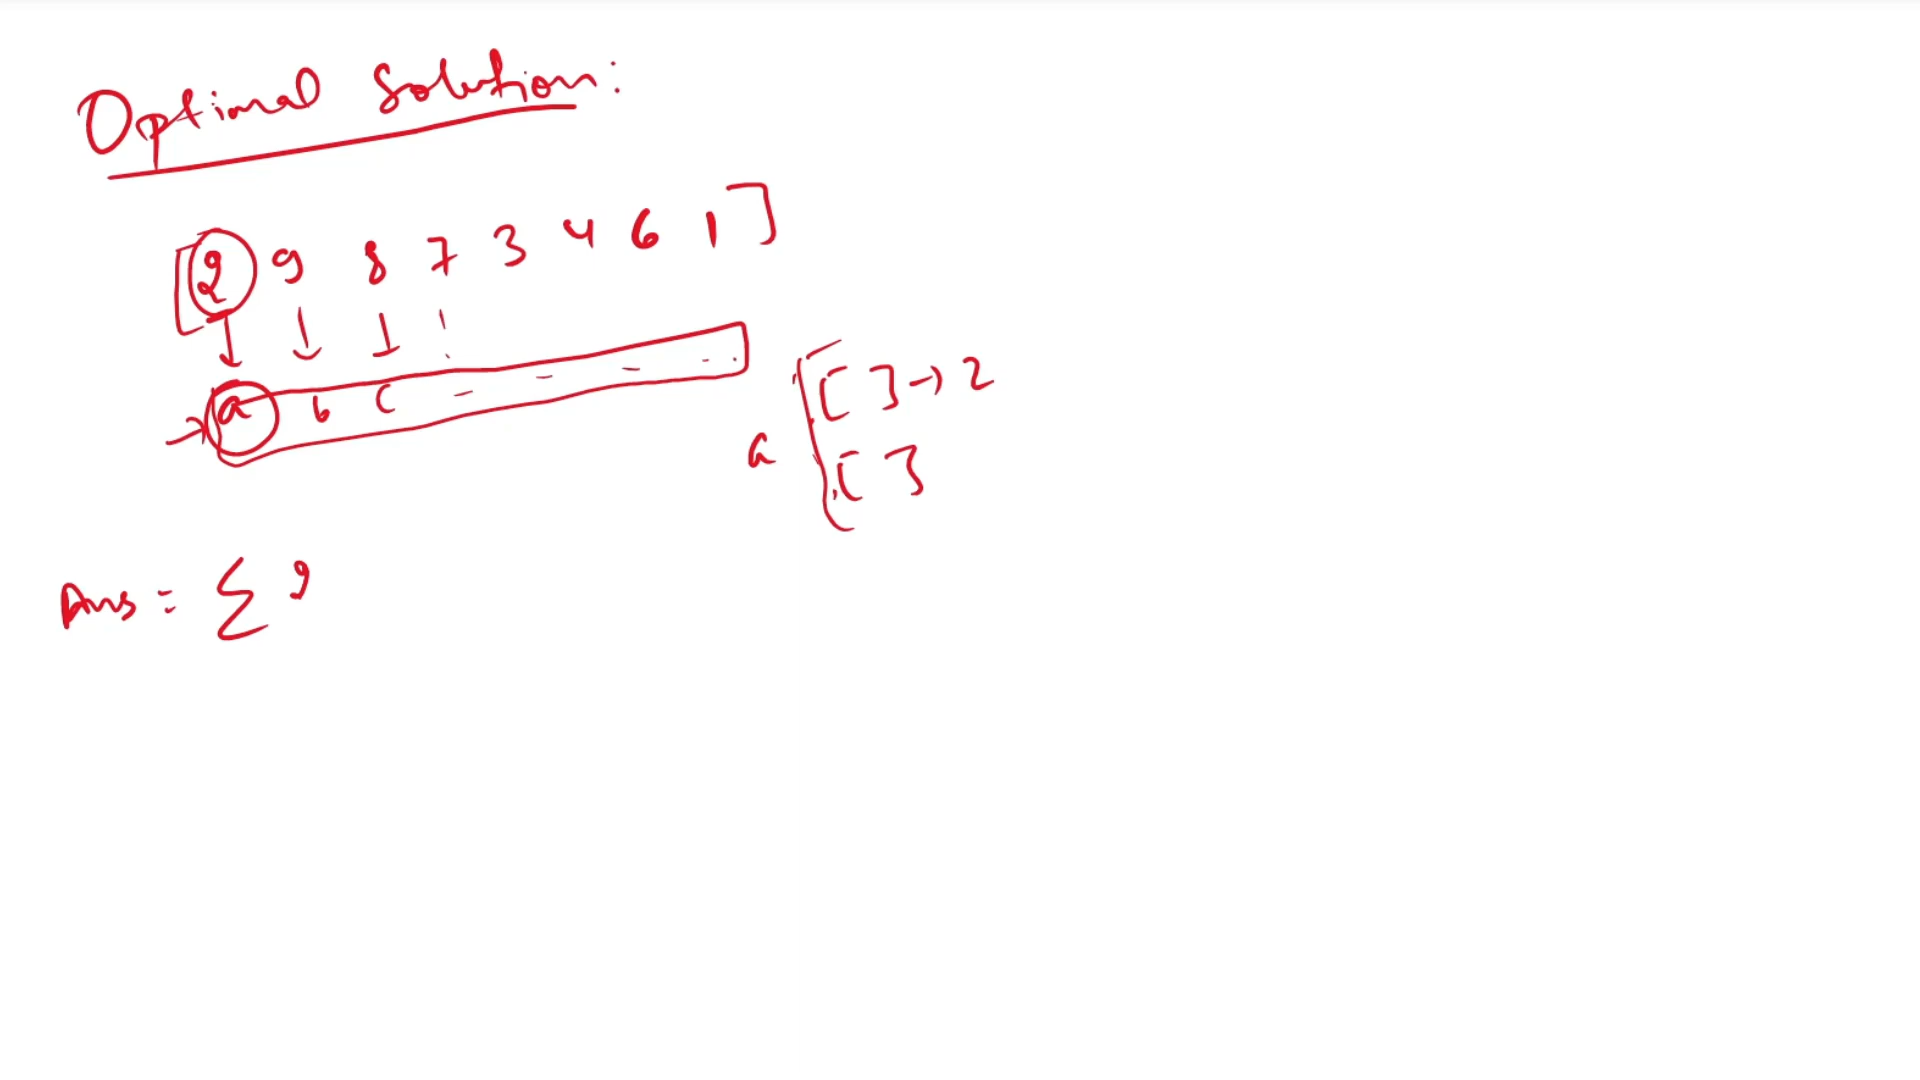 Optimal Solution:
[2 9 8 7 3 4 6 1]
a b c - - - - -
[ ] → 2
a
[ ]
Ans = {